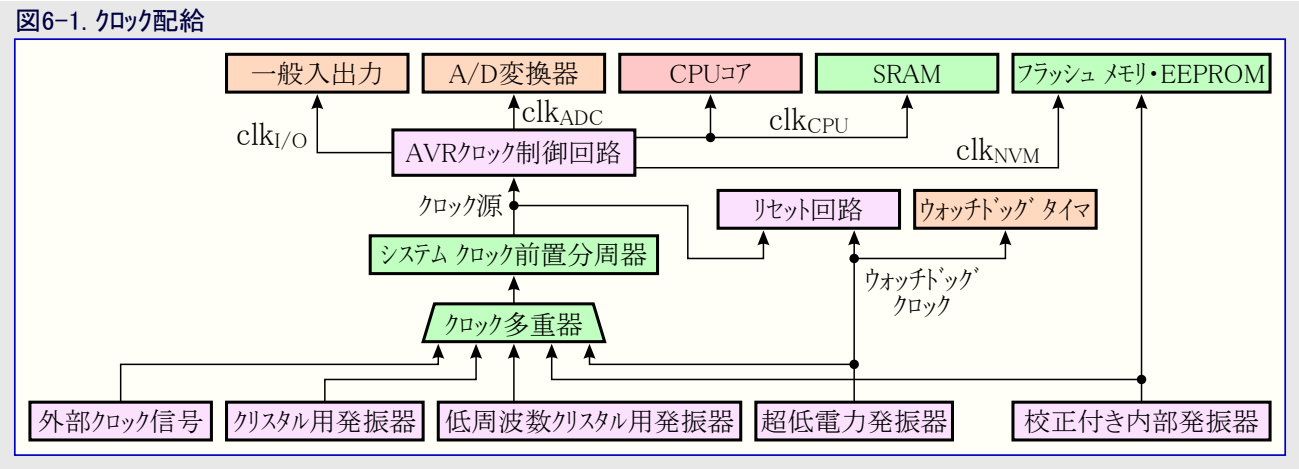 図6-1. クロック配給
一般入出力
A/D変換器
CPUコア
SRAM
フラッシュ メモリ・EEPROM
clkI/O
clkADC
clkCPU
AVRクロック制御回路
clkNVM
クロック源
リセット回路
ウォッチドッグ タイマ
システム クロック前置分周器
ウォッチドッグ
クロック
クロック多重器
外部クロック信号
クリスタル用発振器
低周波数クリスタル用発振器
超低電力発振器
校正付き内部発振器